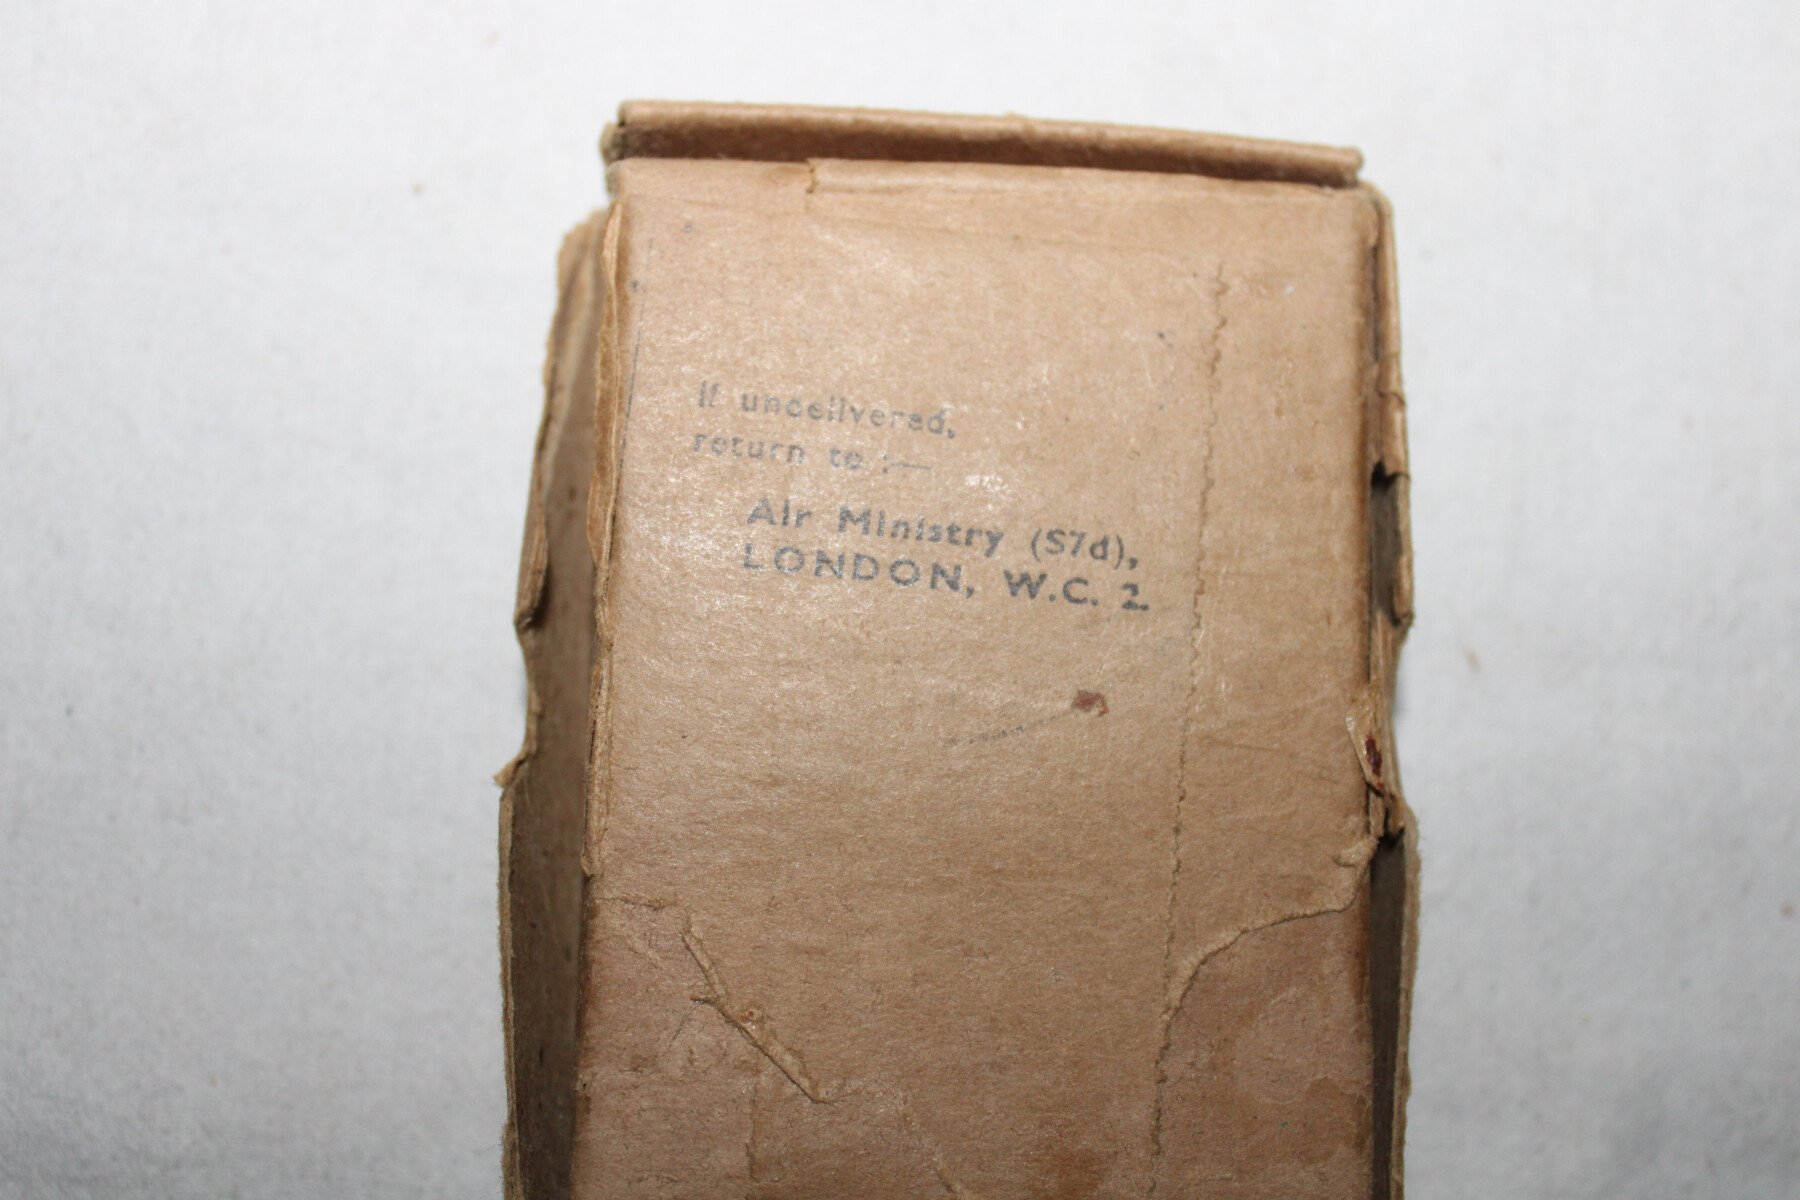 If undelivered,
return to :—
Air Ministry (S7d),
LONDON, W.C. 2.